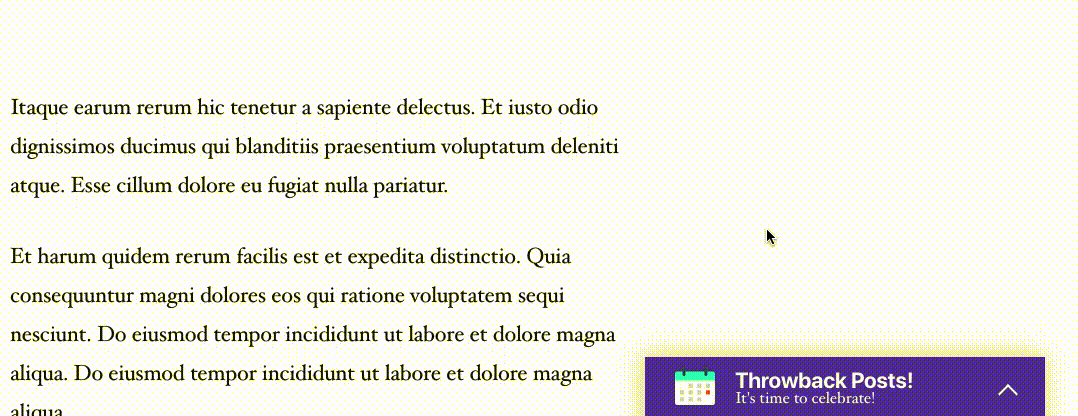 Itaque earum rerum hic tenetur a sapiente delectus. Et iusto odio
dignissimos ducimus qui blanditiis praesentium voluptatum deleniti
atque. Esse cillum dolore eu fugiat nulla pariatur.
Et harum quidem rerum facilis est et expedita distinctio. Quia
consequuntur magni dolores eos qui ratione voluptatem sequi
nesciunt. Do eiusmod tempor incididunt ut labore et dolore magna
aliqua. Do eiusmod tempor incididunt ut labore et dolore magna
aliqua
Throwback Posts!
It's time to celebrate!